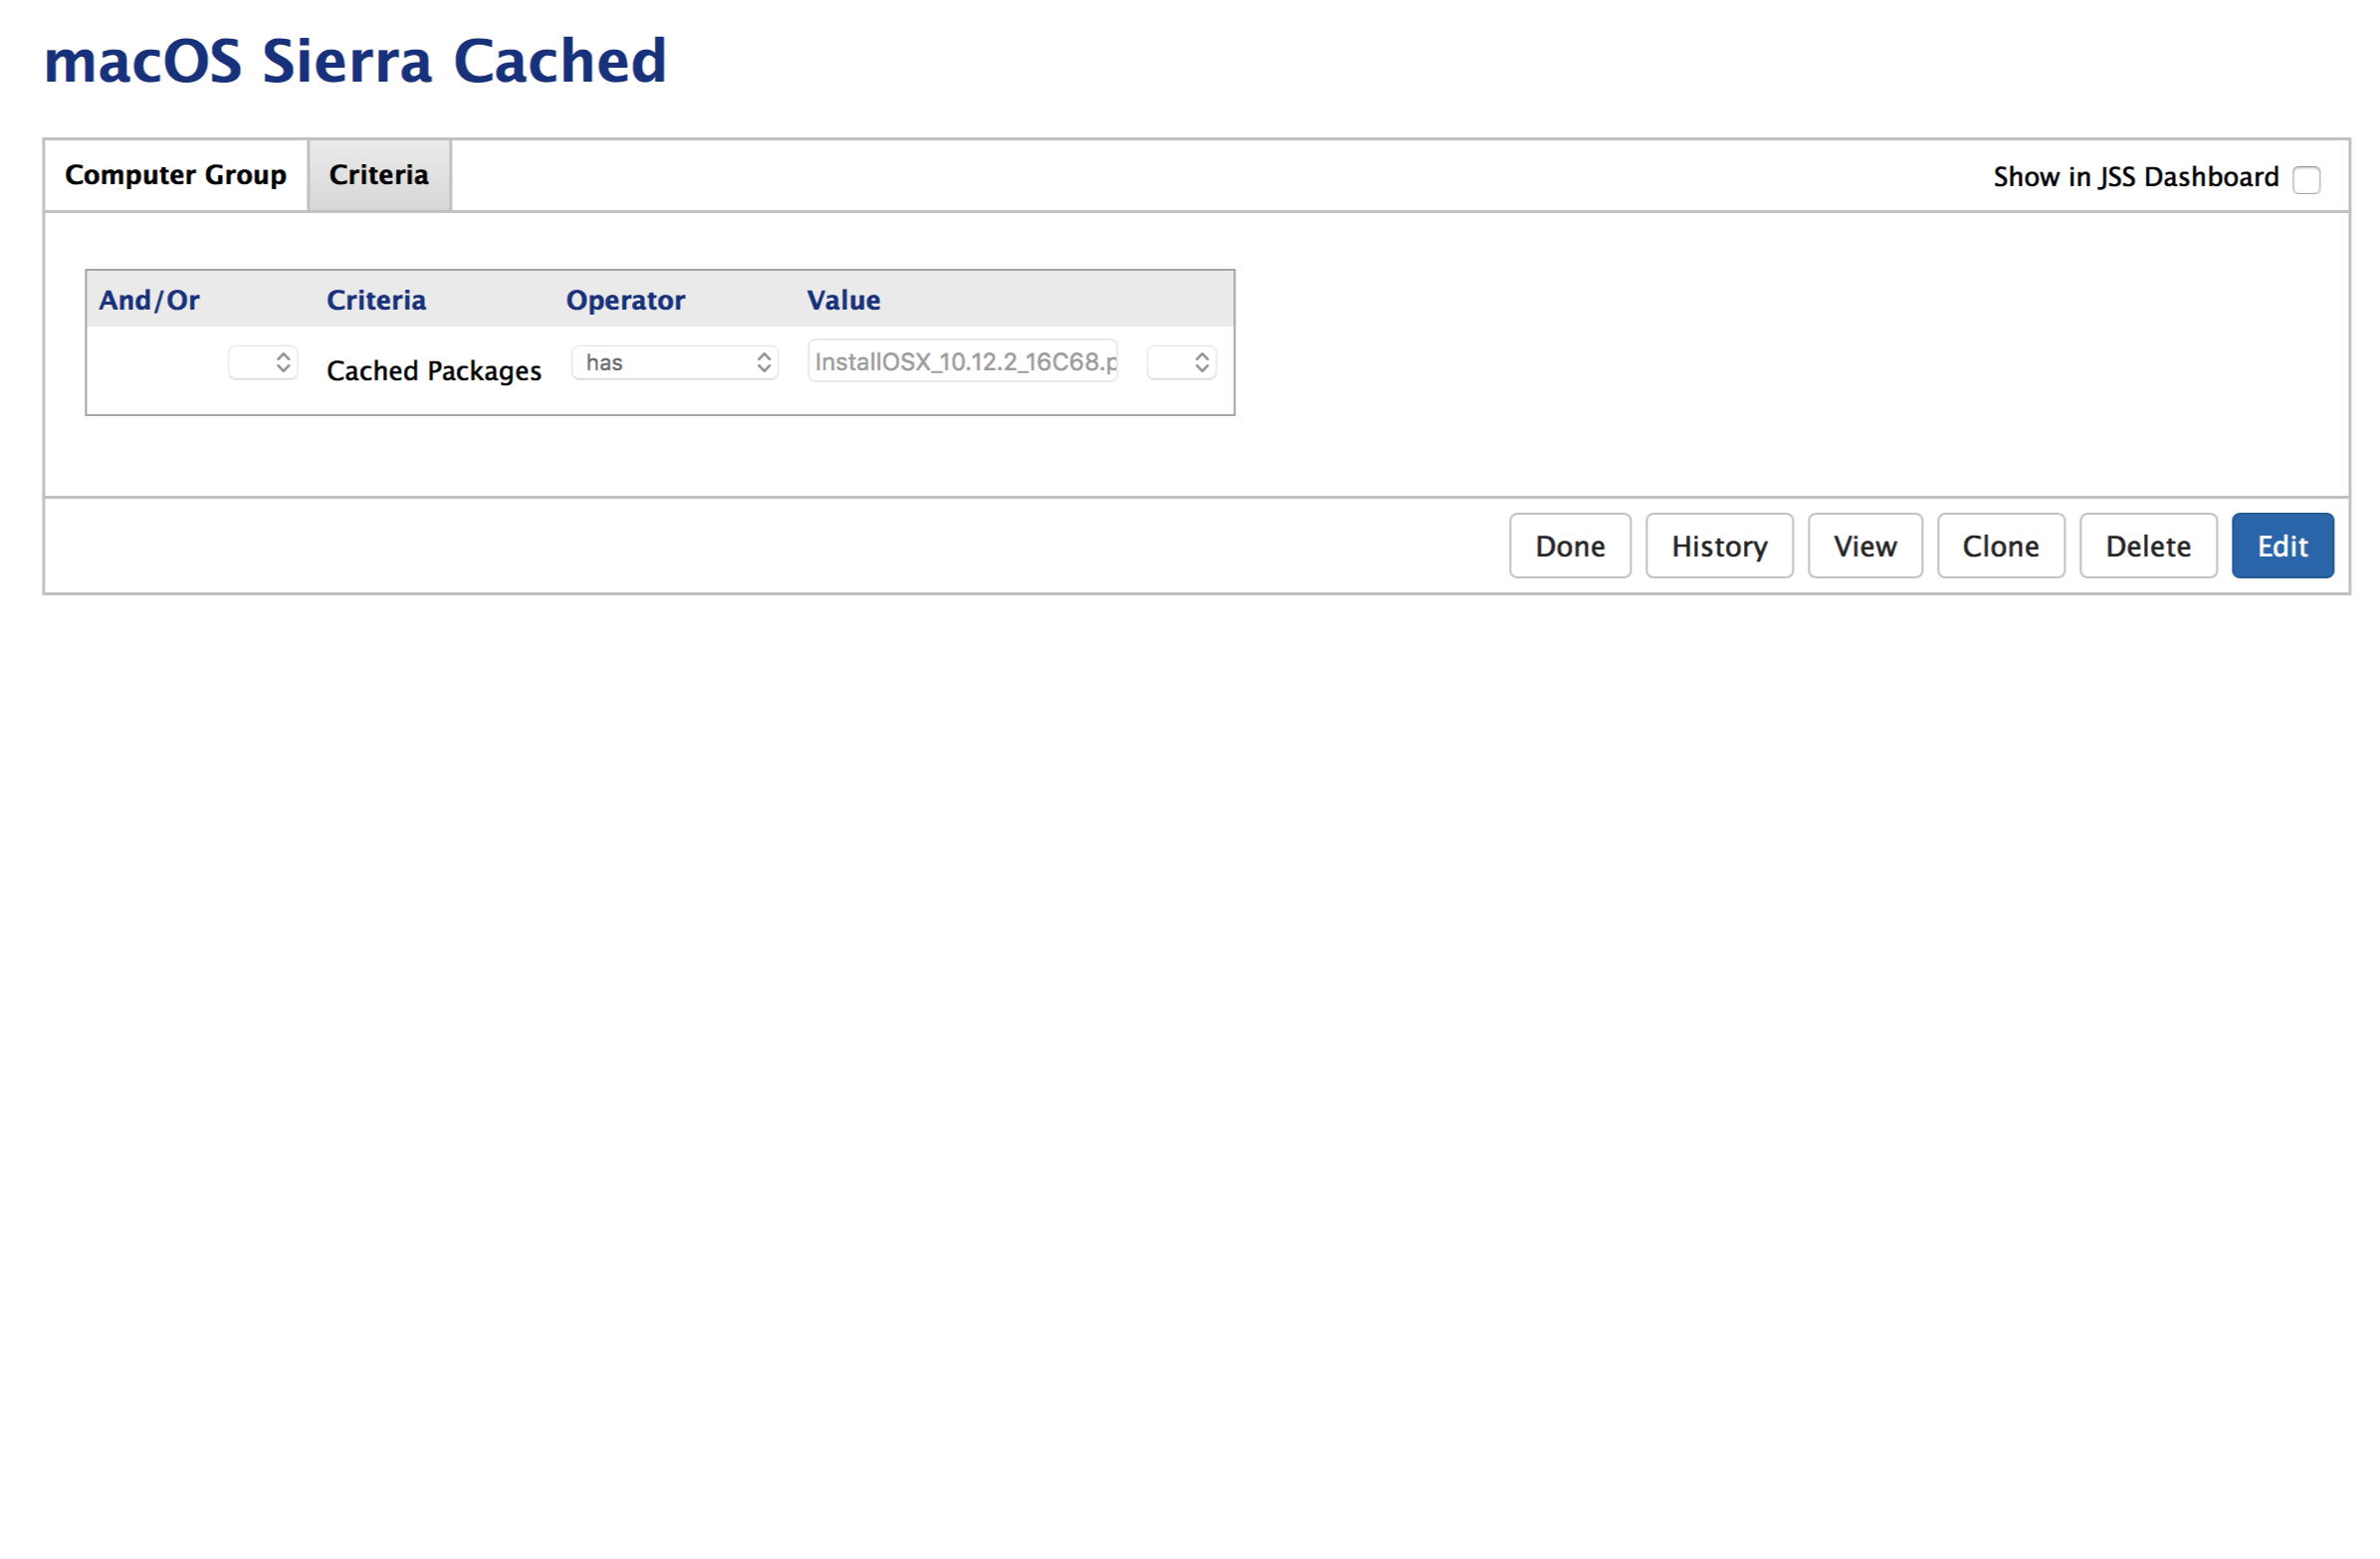 macOS Sierra Cached
Computer Group Criteria Show in JSS Dashboard
And/Or Criteria Operator Value
Cached Packages has InstallOSX_10.12.2_16C68.p
Done History View Clone Delete Edit